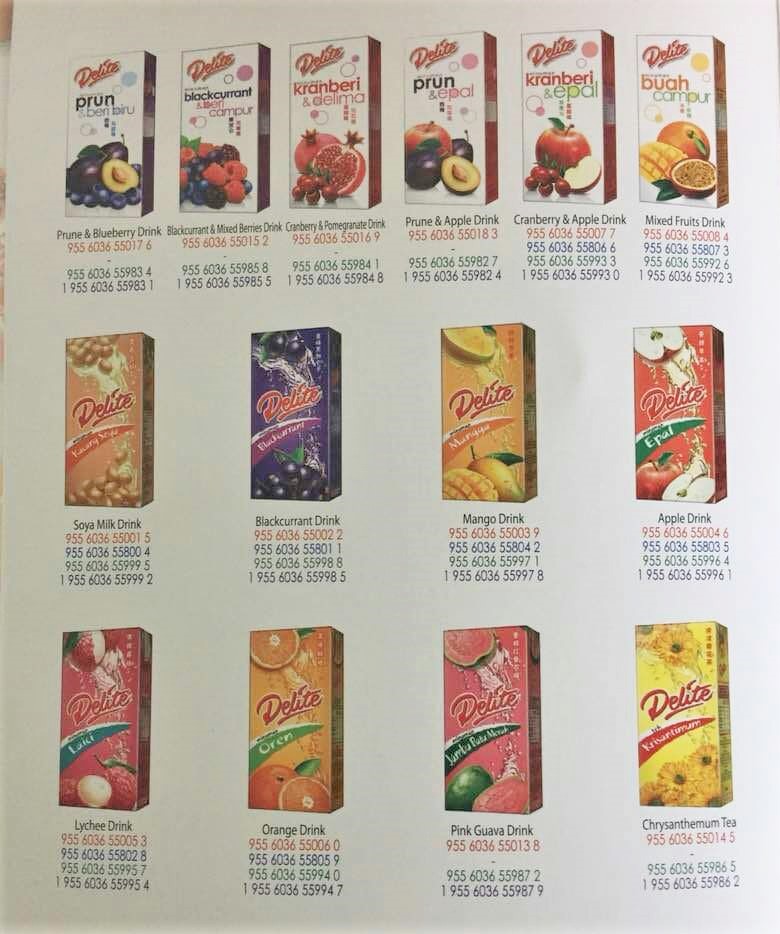 Delite
prun
& beri biru
Delite
blackcurrant
& beri
campur
Delite
kranberi
& delima
Delite
prun
& epal
Delite
kranberi
& epal
Delite
buah
campur
Prune & Blueberry Drink
955 6036 55017 6
-
955 6036 55983 4
1 955 6036 55983 1
Blackcurrant & Mixed Berries Drink
955 6036 55015 2
-
955 6036 55985 8
1 955 6036 55985 5
Cranberry & Pomegranate Drink
955 6036 55016 9
-
955 6036 55984 1
1 955 6036 55984 8
Prune & Apple Drink
955 6036 55018 3
-
955 6036 55982 7
1 955 6036 55982 4
Cranberry & Apple Drink
955 6036 55007 7
955 6036 55806 6
955 6036 55993 3
1 955 6036 55993 0
Mixed Fruits Drink
955 6036 55008 4
955 6036 55807 3
955 6036 55992 6
1 955 6036 55992 3
Delite
Kacang Soya
Delite
Blackcurrant
Delite
Mangga
Delite
Epal
Soya Milk Drink
955 6036 55001 5
955 6036 55800 4
955 6036 55999 5
1 955 6036 55999 2
Blackcurrant Drink
955 6036 55002 2
955 6036 55801 1
955 6036 55998 8
1 955 6036 55998 5
Mango Drink
955 6036 55003 9
955 6036 55804 2
955 6036 55997 1
1 955 6036 55997 8
Apple Drink
955 6036 55004 6
955 6036 55803 5
955 6036 55996 4
1 955 6036 55996 1
Delite
Laici
Delite
Oren
Delite
Jambu Batu Merah
Delite
Krisantimum
Lychee Drink
955 6036 55005 3
955 6036 55802 8
955 6036 55995 7
1 955 6036 55995 4
Orange Drink
955 6036 55006 0
955 6036 55805 9
955 6036 55994 0
1 955 6036 55994 7
Pink Guava Drink
955 6036 55013 8
-
955 6036 55987 2
1 955 6036 55987 9
Chrysanthemum Tea
955 6036 55014 5
-
955 6036 55986 5
1 955 6036 55986 2